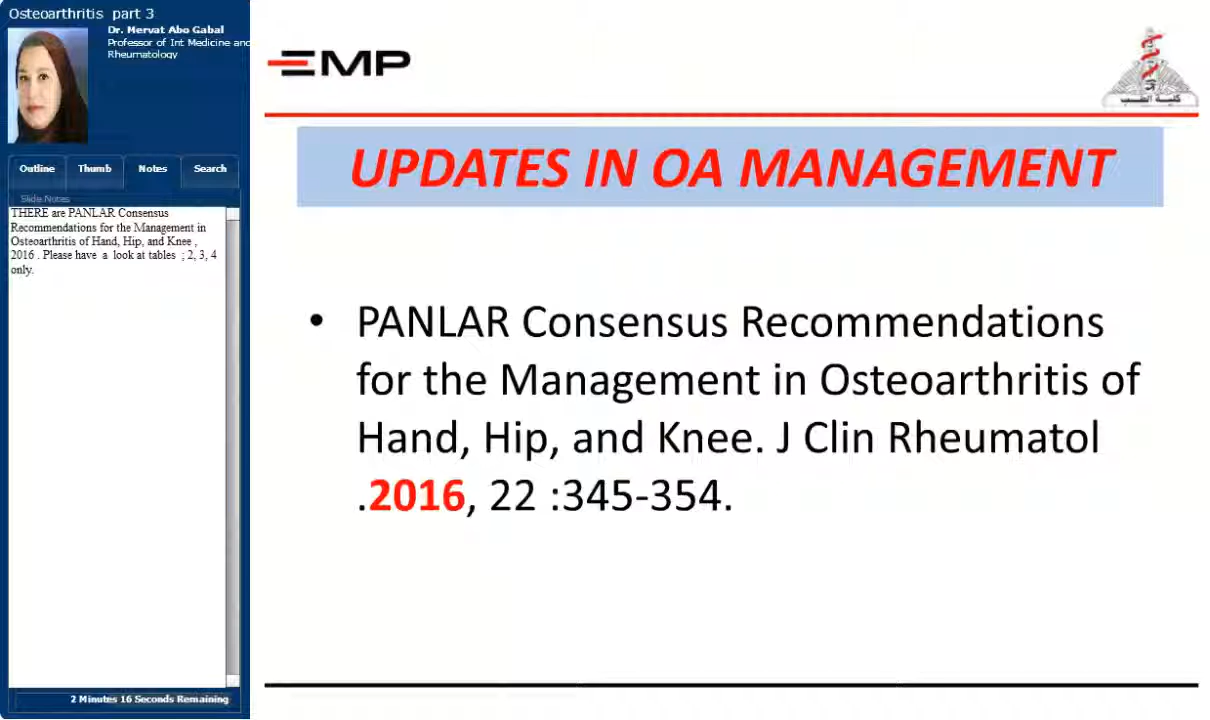 Osteoarthritis part 3
Dr. Mervat Abo Gabal
Professor of Int Medicine and
Rheumatology
Outline Thumb Notes Search
Slide Notes
THERE are PANLAR Consensus
Recommendations for the Management in
Osteoarthritis of Hand, Hip, and Knee ,
2016 . Please have a look at tables ; 2, 3, 4
only.
2 Minutes 16 Seconds Remaining
EMP
كلية الطب
UPDATES IN OA MANAGEMENT
• PANLAR Consensus Recommendations
for the Management in Osteoarthritis of
Hand, Hip, and Knee. J Clin Rheumatol
.2016, 22 :345-354.